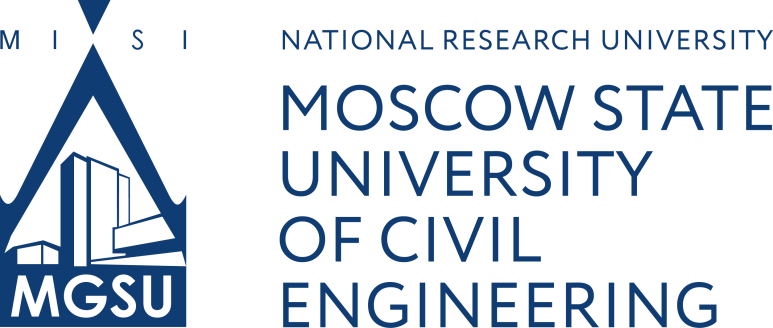 M I S I
MGSU
NATIONAL RESEARCH UNIVERSITY
MOSCOW STATE
UNIVERSITY
OF CIVIL
ENGINEERING